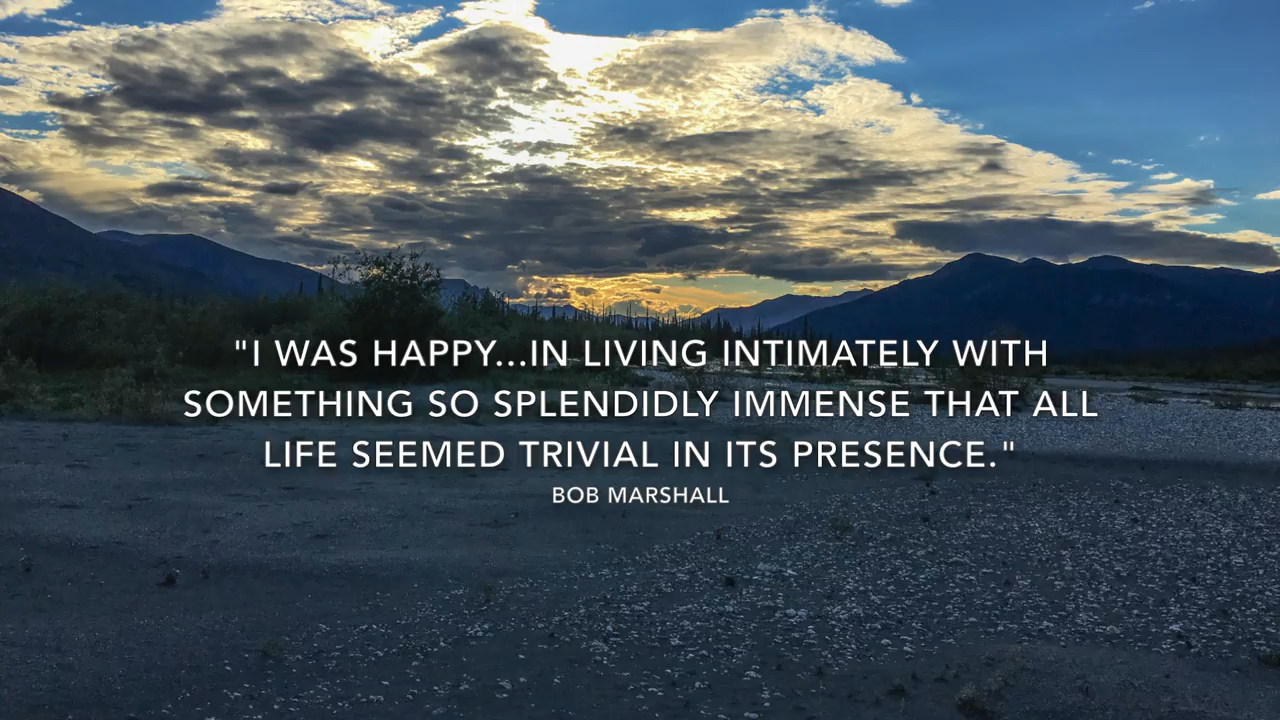 "I WAS HAPPY...IN LIVING INTIMATELY WITH
SOMETHING SO SPLENDIDLY IMMENSE THAT ALL
LIFE SEEMED TRIVIAL IN ITS PRESENCE."
BOB MARSHALL